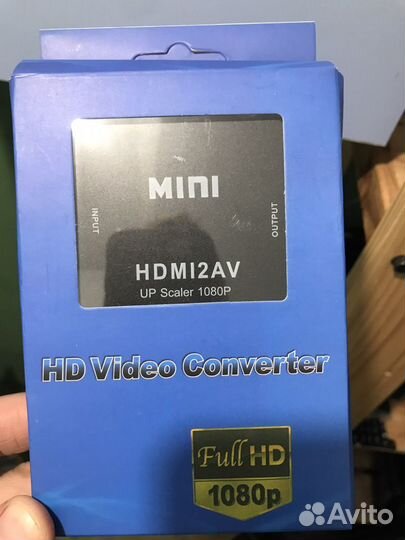 MINI
INPUT
OUTPUT
HDMI2AV
UP Scaler 1080P
HD Video Converter
Full HD
1080p
Avito